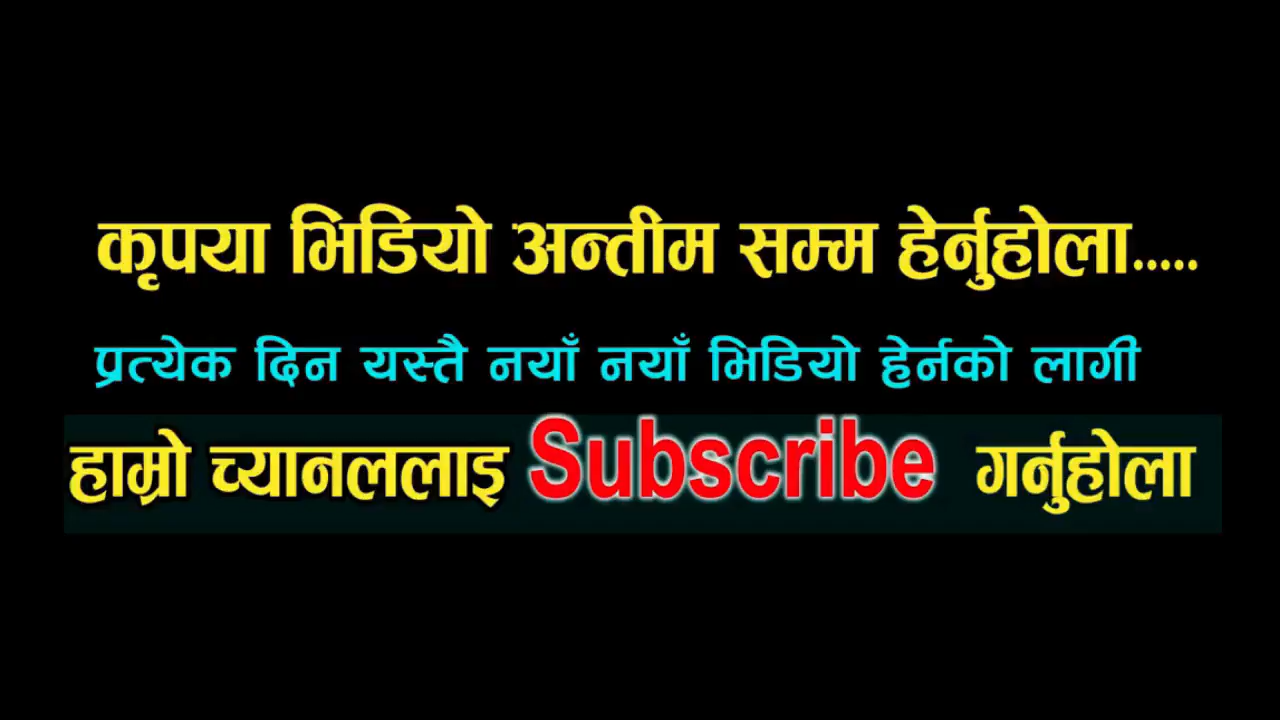 कृपया भिडियो अन्तीम सम्म हेर्नुहोला.....
प्रत्येक दिन यस्तै नयाँ नयाँ भिडियो हेर्नको लागी
हाम्रो च्यानललाइ Subscribe गर्नुहोला